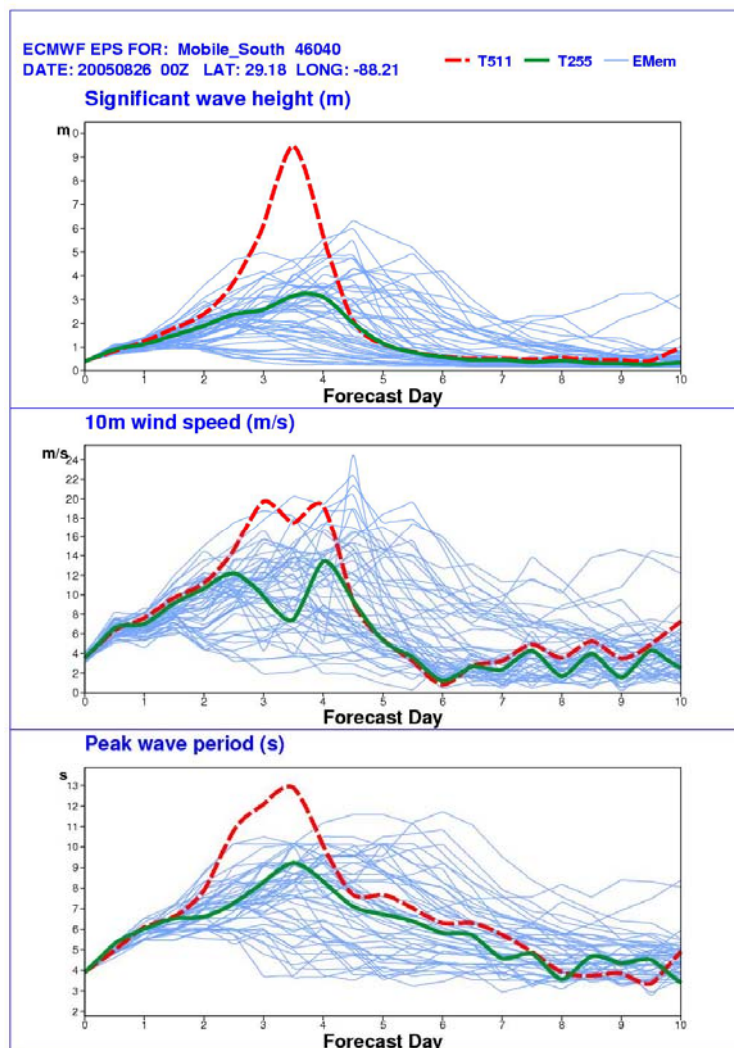 ECMWF EPS FOR: Mobile_South 46040
DATE: 20050826 00Z LAT: 29.18 LONG: -88.21
T511 T255 EMem
Significant wave height (m)
m
0
9
8
7
6
5
4
3
2
1
0
0 1 2 3 4 5 6 7 8 9 10
Forecast Day
10m wind speed (m/s)
m/s
24
22
20
18
16
14
12
10
8
6
4
2
0
0 1 2 3 4 5 6 7 8 9 10
Forecast Day
Peak wave period (s)
s
13
12
11
10
9
8
7
6
5
4
3
2
0 1 2 3 4 5 6 7 8 9 10
Forecast Day